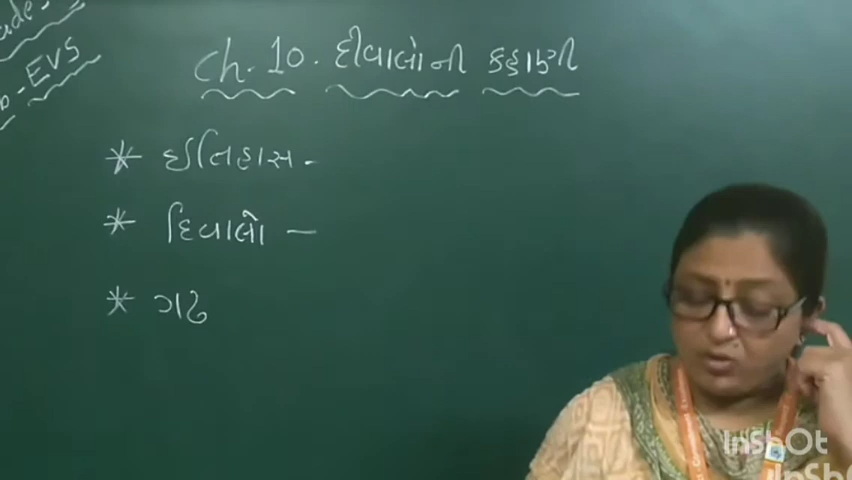 Ch. 10. દીવાલોની કહાણી
- EVS
* ઇતિહાસ -
* દિવાલો -
* ગઢ
InShOt